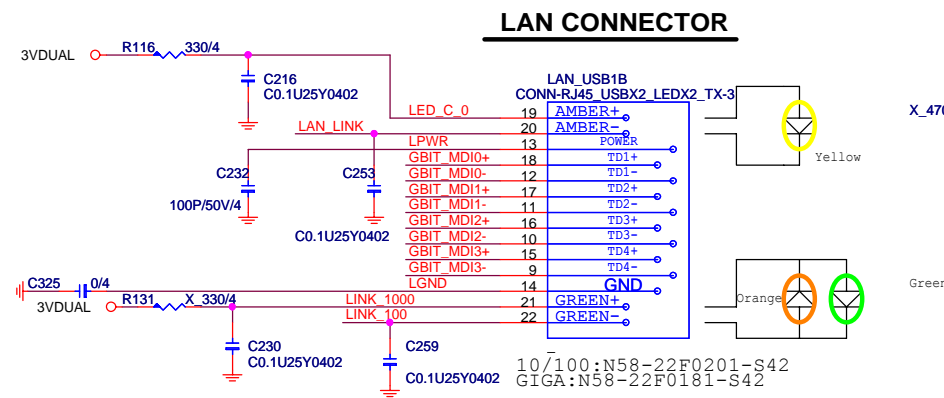 LAN CONNECTOR
3VDUAL
R116
330/4
C216
C0.1U25Y0402
LAN_USB1B
CONN-RJ45_USBX2_LEDX2_TX-3
X_470
LED_C_0
19
AMBER+
LAN_LINK
20
AMBER-
LPWR
13
POWER
GBIT_MDI0+
18
TD1+
GBIT_MDI0-
12
TD1-
GBIT_MDI1+
17
TD2+
GBIT_MDI1-
11
TD2-
GBIT_MDI2+
16
TD3+
GBIT_MDI2-
10
TD3-
GBIT_MDI3+
15
TD4+
GBIT_MDI3-
9
TD4-
LGND
14
GND
LINK_1000
21
GREEN+
LINK_100
22
GREEN-
Yellow
C232
100P/50V/4
C253
C0.1U25Y0402
C325
0/4
3VDUAL
R131
X_330/4
Orange
Green
C230
C0.1U25Y0402
C259
C0.1U25Y0402
10/100:N58-22F0201-S42
GIGA:N58-22F0181-S42